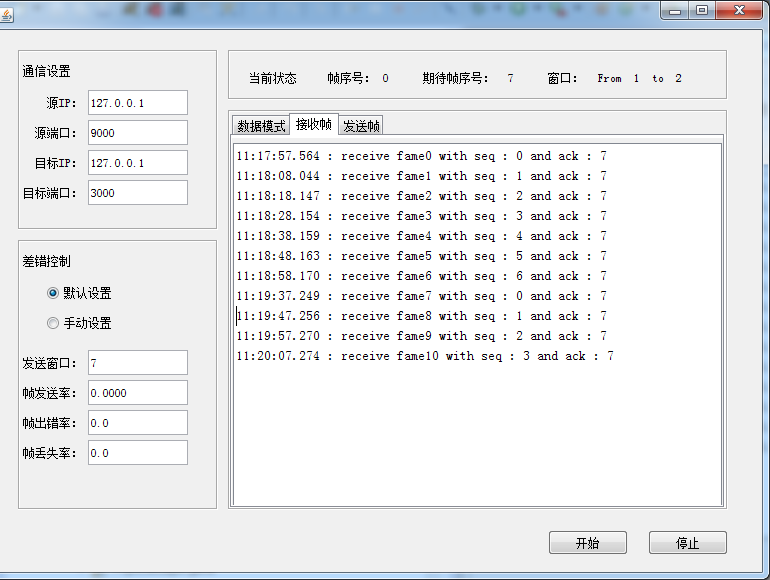 通信设置
源IP: 127.0.0.1
源端口: 9000
目标IP: 127.0.0.1
目标端口: 3000
差错控制
默认设置
手动设置
发送窗口: 7
帧发送率: 0.0000
帧出错率: 0.0
帧丢失率: 0.0
当前状态 帧序号: 0 期待帧序号: 7 窗口: From 1 to 2
数据模式 接收帧 发送帧
11:17:57.564 : receive fame0 with seq : 0 and ack : 7
11:18:08.044 : receive fame1 with seq : 1 and ack : 7
11:18:18.147 : receive fame2 with seq : 2 and ack : 7
11:18:28.154 : receive fame3 with seq : 3 and ack : 7
11:18:38.159 : receive fame4 with seq : 4 and ack : 7
11:18:48.163 : receive fame5 with seq : 5 and ack : 7
11:18:58.170 : receive fame6 with seq : 6 and ack : 7
11:19:37.249 : receive fame7 with seq : 0 and ack : 7
11:19:47.256 : receive fame8 with seq : 1 and ack : 7
11:19:57.270 : receive fame9 with seq : 2 and ack : 7
11:20:07.274 : receive fame10 with seq : 3 and ack : 7
开始 停止